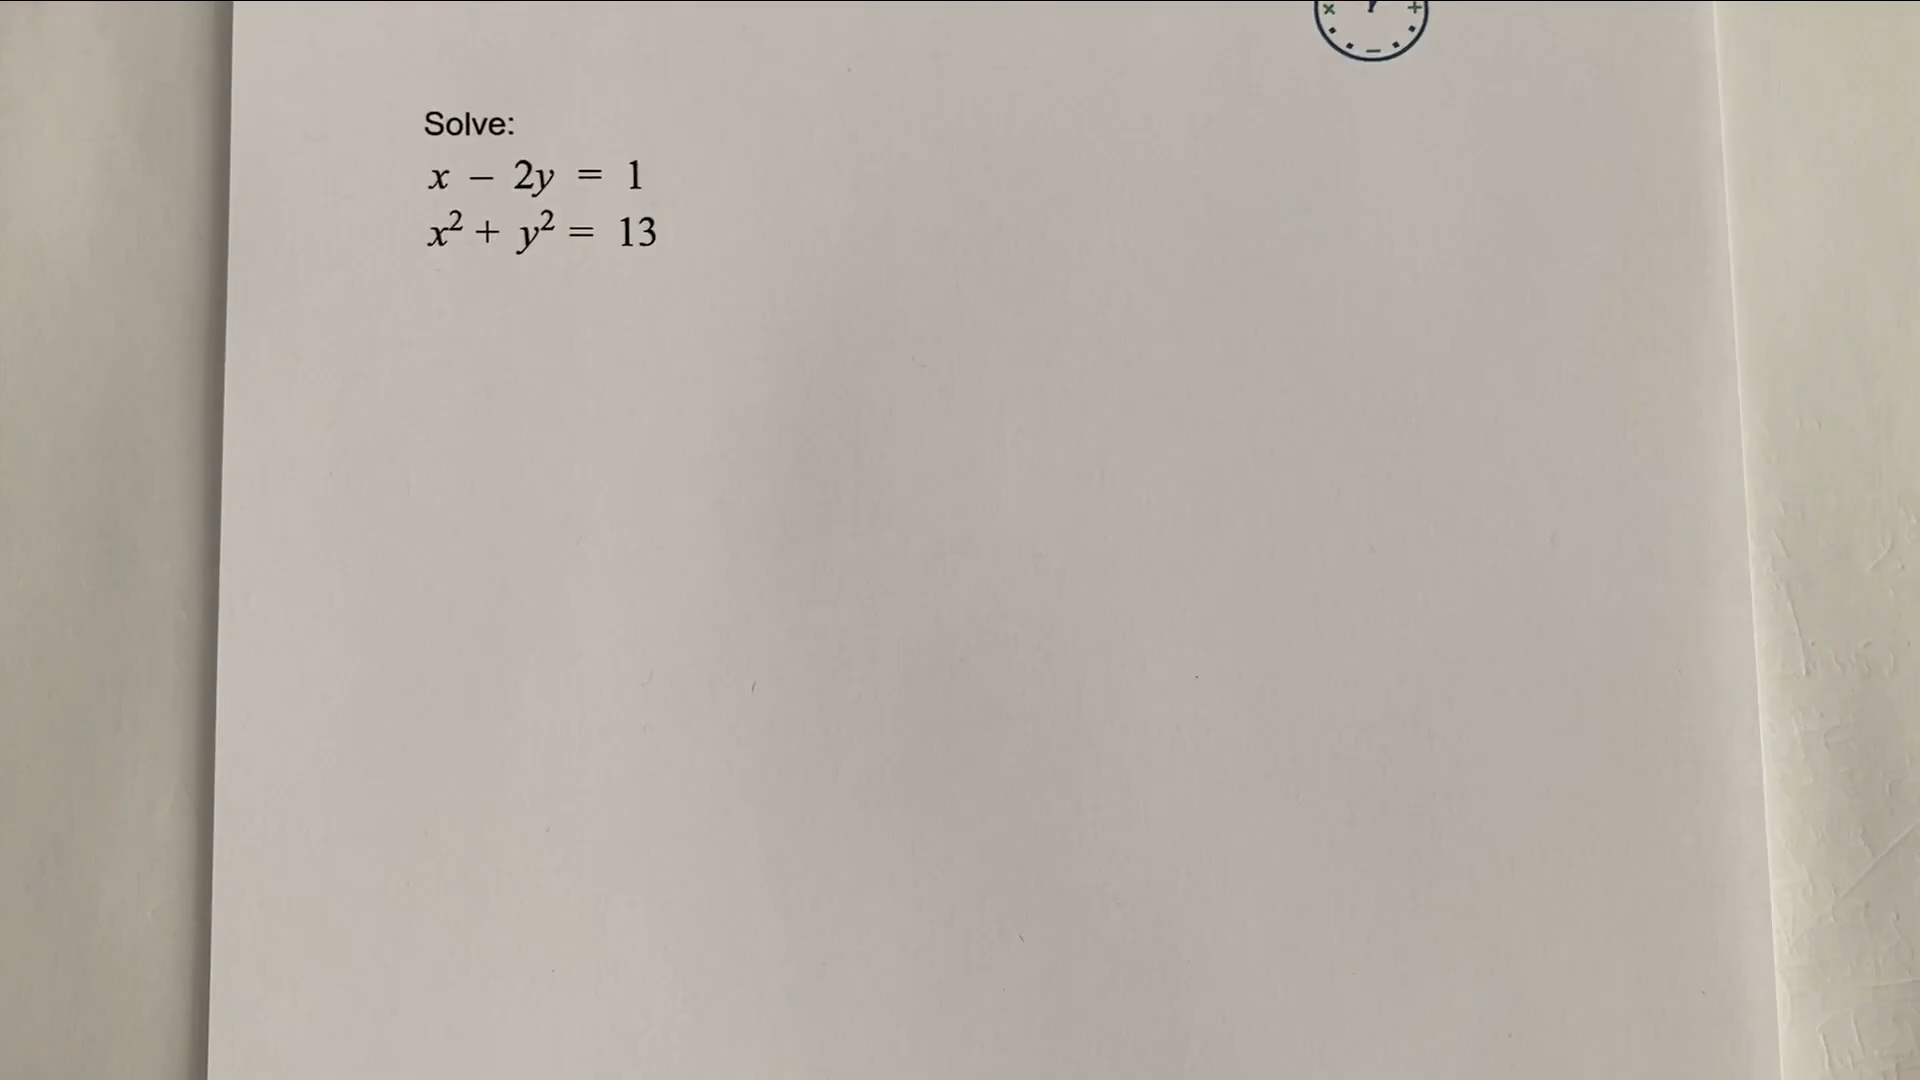 Solve:
x − 2y = 1
x² + y² = 13